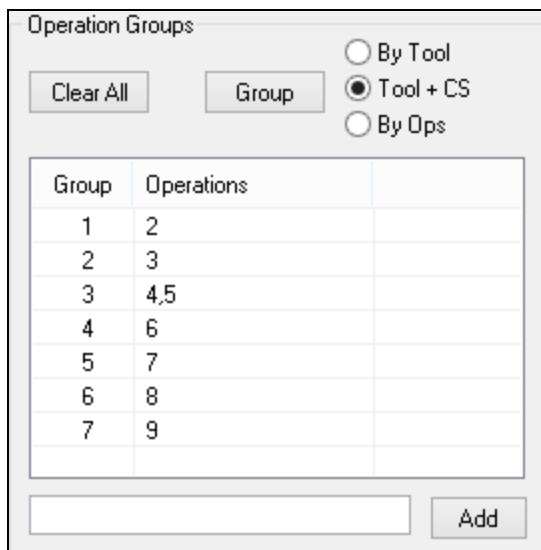 Operation Groups
By Tool
Clear All Group Tool + CS
By Ops
Group Operations
1 2
2 3
3 4,5
4 6
5 7
6 8
7 9
Add